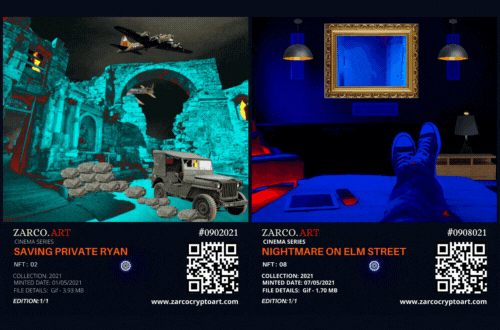 ZARCO.ART
#0902021
CINEMA SERIES
SAVING PRIVATE RYAN
NFT : 02
COLLECTION: 2021
MINTED DATE: 01/05/2021
FILE DETAILS: Gif - 3.93 MB
EDITION:1/1
www.zarcocryptoart.com
ZARCO.ART
#0908021
CINEMA SERIES
NIGHTMARE ON ELM STREET
NFT : 08
COLLECTION: 2021
MINTED DATE: 07/05/2021
FILE DETAILS: Gif - 1.70 MB
EDITION:1/1
www.zarcocryptoart.com